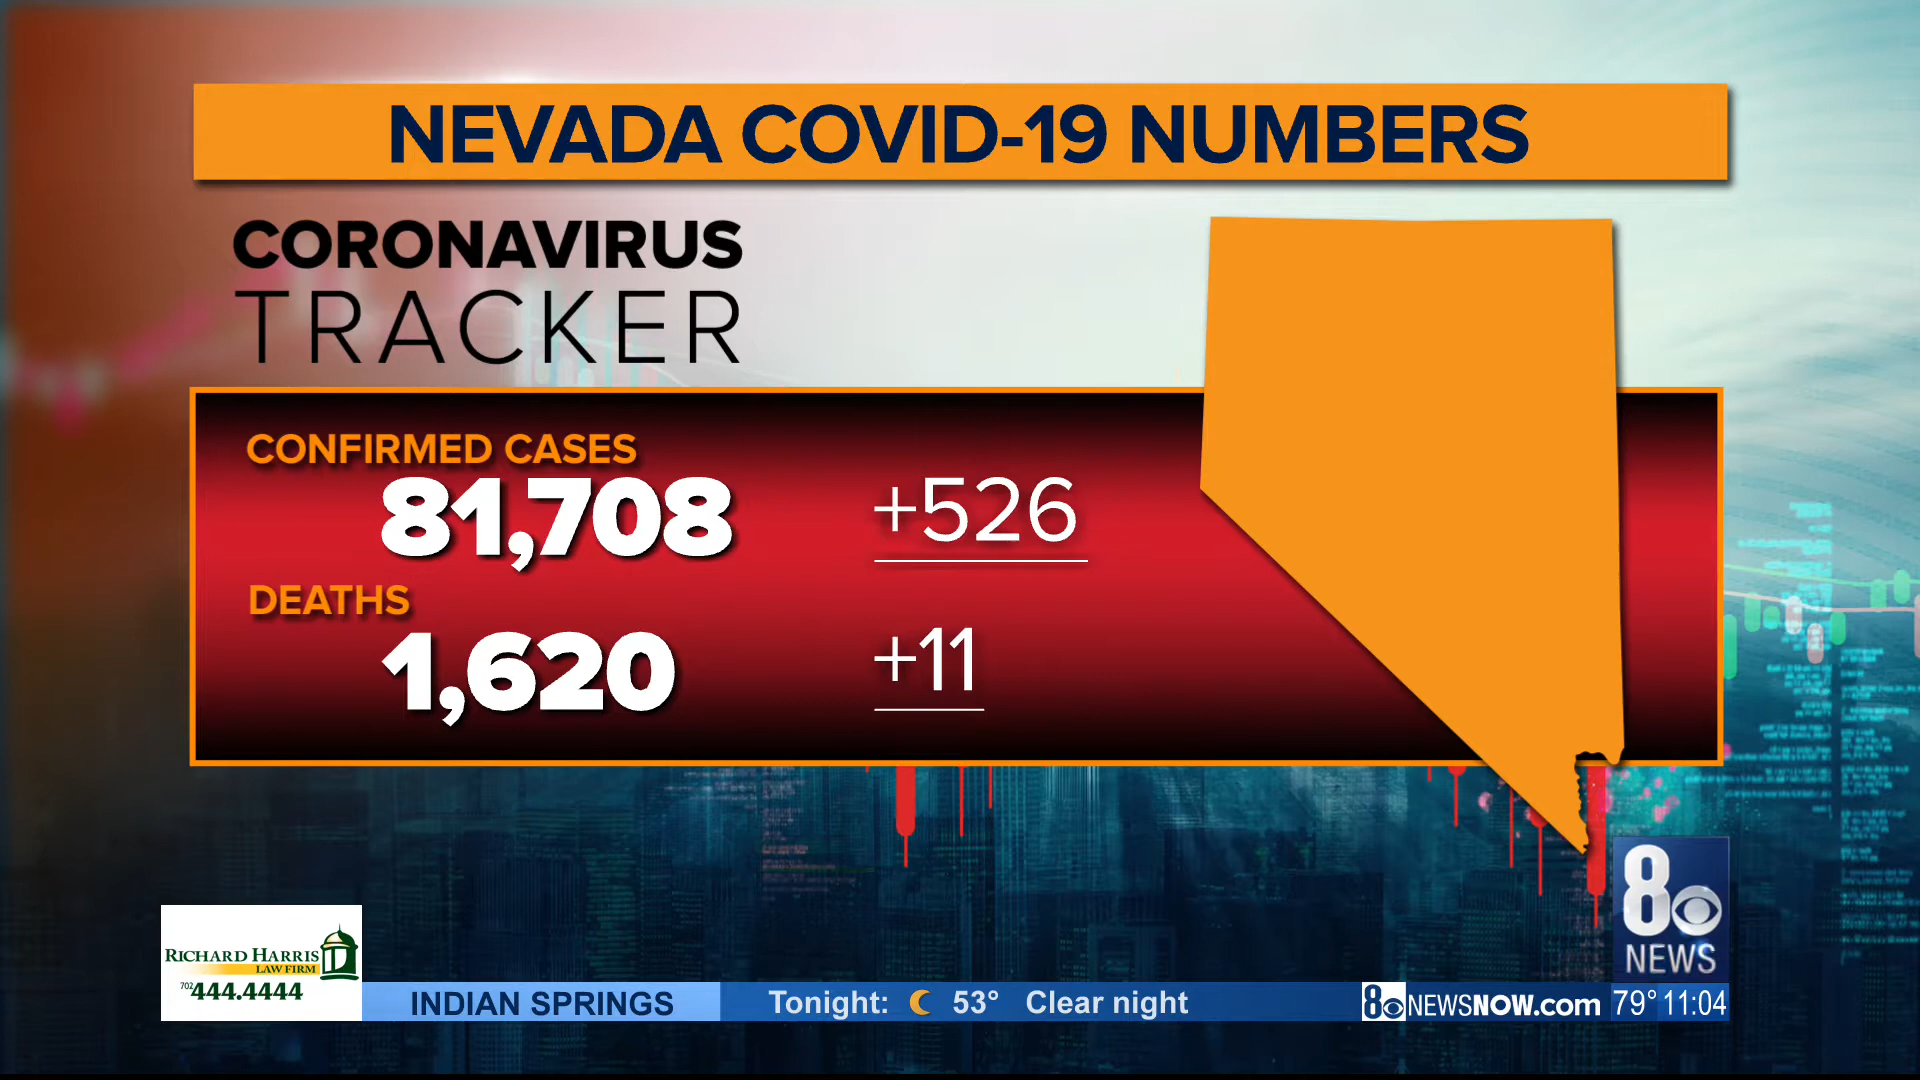 NEVADA COVID-19 NUMBERS
CORONAVIRUS
TRACKER
CONFIRMED CASES
81,708 +526
DEATHS
1,620 +11
8
NEWS
RICHARD HARRIS
LAW FIRM
702 444.4444
INDIAN SPRINGS
Tonight: 53° Clear night
8 NEWSNOW.com 79° 11:04